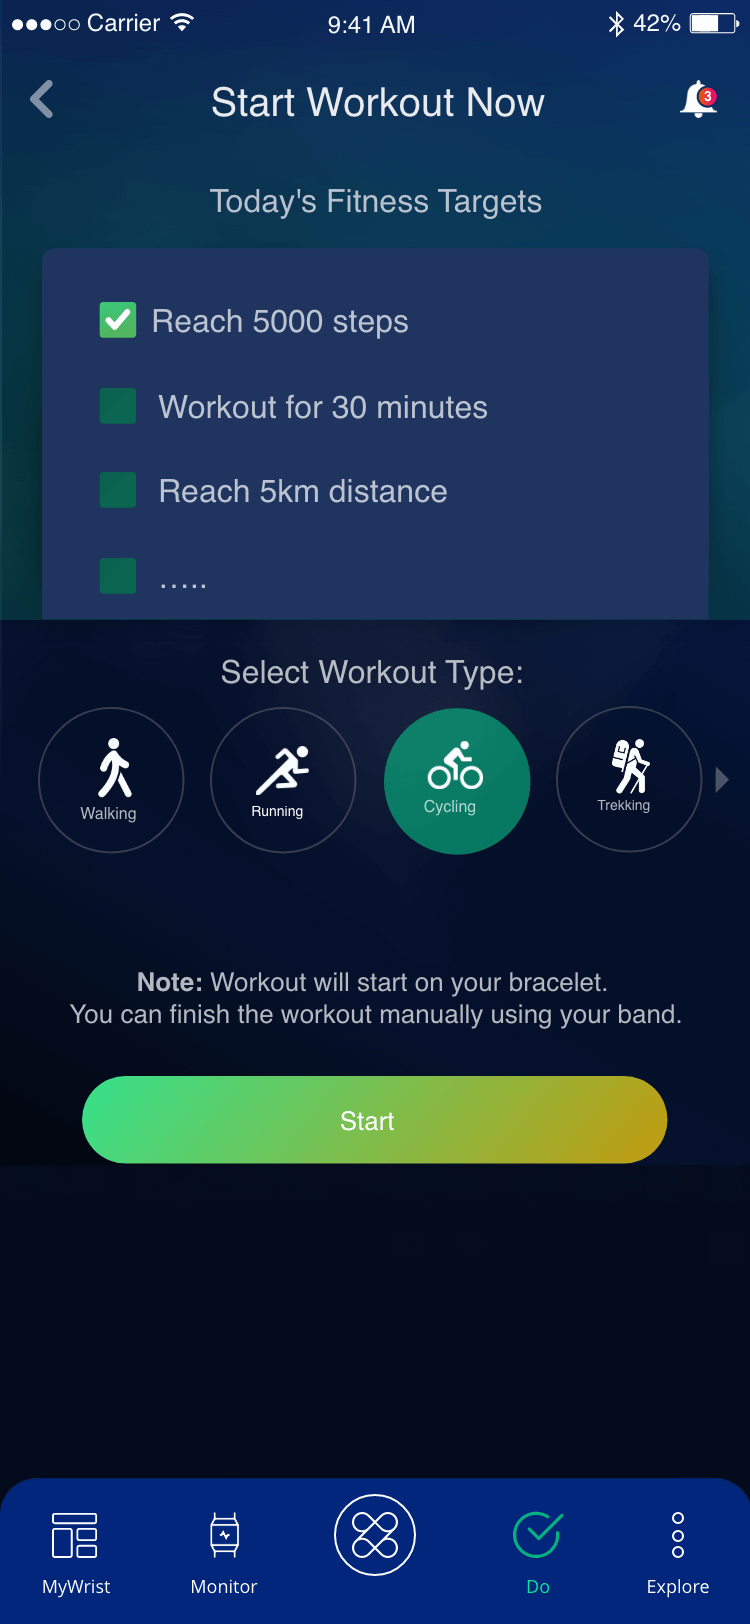 Carrier 9:41 AM 42%
Start Workout Now 3
Today's Fitness Targets
Reach 5000 steps
Workout for 30 minutes
Reach 5km distance
.....
Select Workout Type:
Walking Running Cycling Trekking
Note: Workout will start on your bracelet.
You can finish the workout manually using your band.
Start
MyWrist Monitor Do Explore